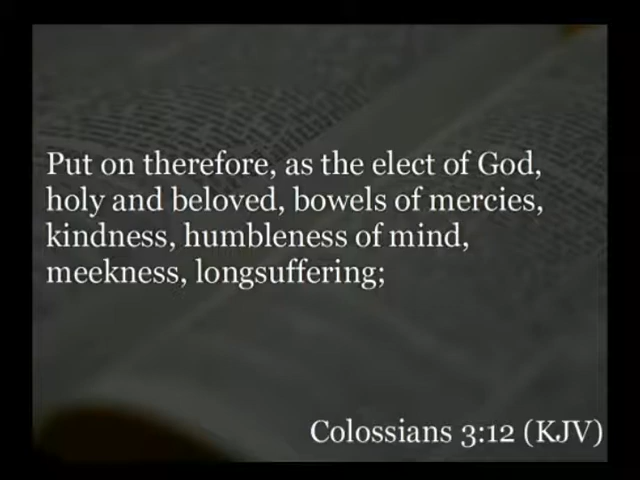 Put on therefore, as the elect of God,
holy and beloved, bowels of mercies,
kindness, humbleness of mind,
meekness, longsuffering;
Colossians 3:12 (KJV)